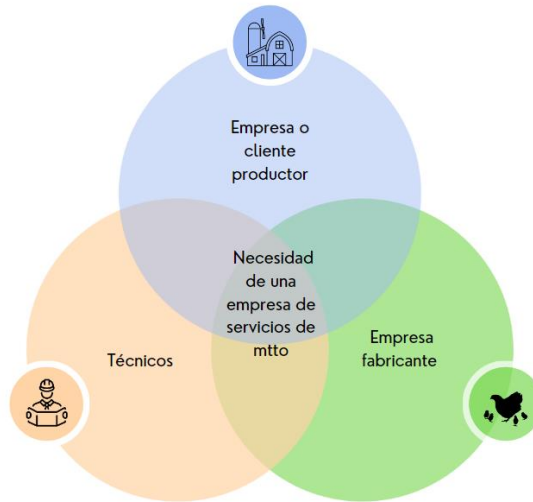 Empresa o
cliente
productor
Necesidad
de una
empresa de
servicios de
mtto
Técnicos
Empresa
fabricante